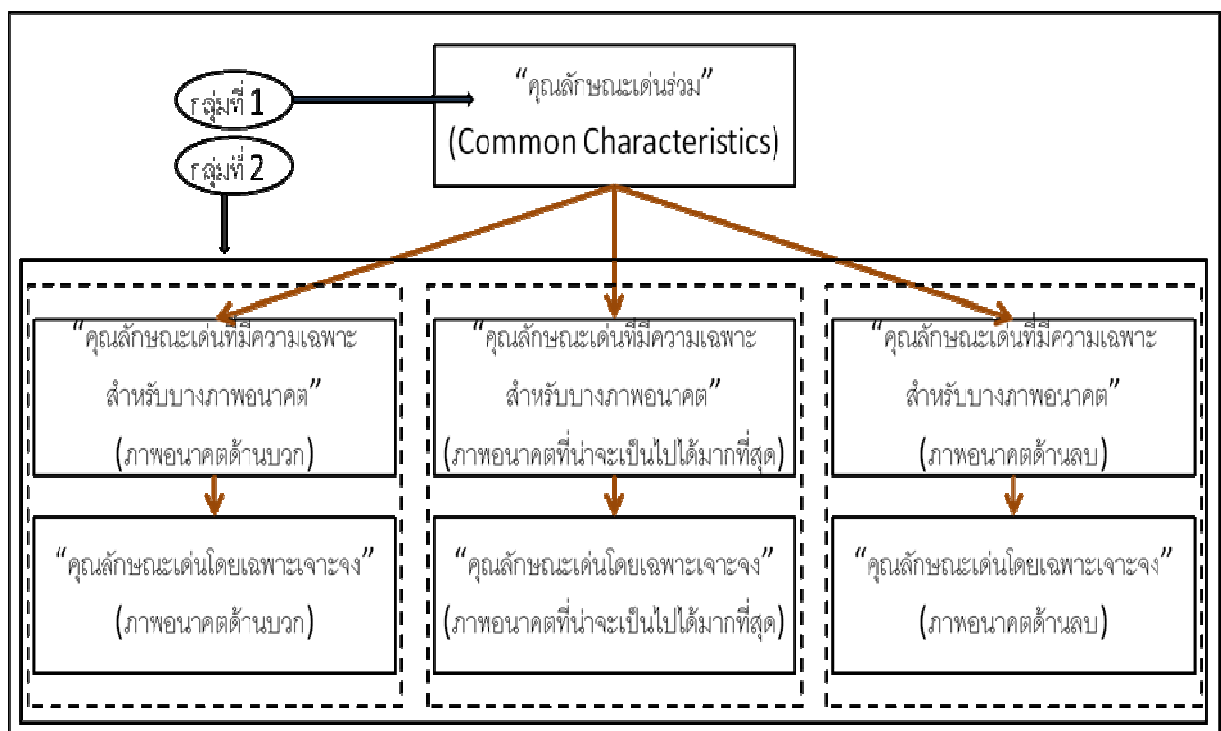 “คุณลักษณะเด่นร่วม”
(Common Characteristics)
กลุ่มที่ 1
กลุ่มที่ 2
“คุณลักษณะเด่นที่มีความเฉพาะ
สำหรับบางภาพอนาคต”
(ภาพอนาคตด้านบวก)
“คุณลักษณะเด่นที่มีความเฉพาะ
สำหรับบางภาพอนาคต”
(ภาพอนาคตที่น่าจะเป็นไปได้มากที่สุด)
“คุณลักษณะเด่นที่มีความเฉพาะ
สำหรับบางภาพอนาคต”
(ภาพอนาคตด้านลบ)
“คุณลักษณะเด่นโดยเฉพาะเจาะจง”
(ภาพอนาคตด้านบวก)
“คุณลักษณะเด่นโดยเฉพาะเจาะจง”
(ภาพอนาคตที่น่าจะเป็นไปได้มากที่สุด)
“คุณลักษณะเด่นโดยเฉพาะเจาะจง”
(ภาพอนาคตด้านลบ)